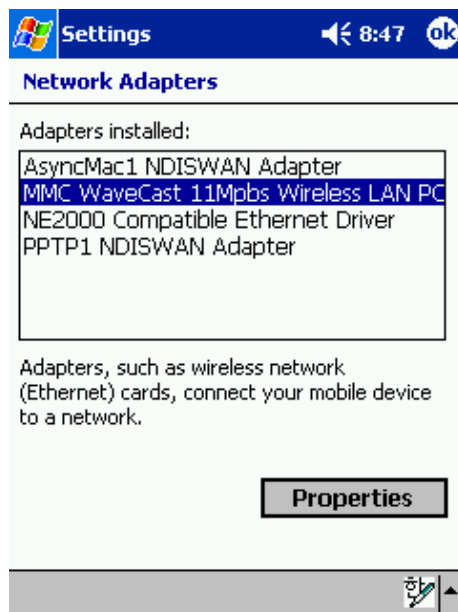 Settings 8:47 ok
Network Adapters
Adapters installed:
AsyncMac1 NDISWAN Adapter
MMC WaveCast 11Mpbs Wireless LAN PC
NE2000 Compatible Ethernet Driver
PPTP1 NDISWAN Adapter
Adapters, such as wireless network
(Ethernet) cards, connect your mobile device
to a network.
Properties
한